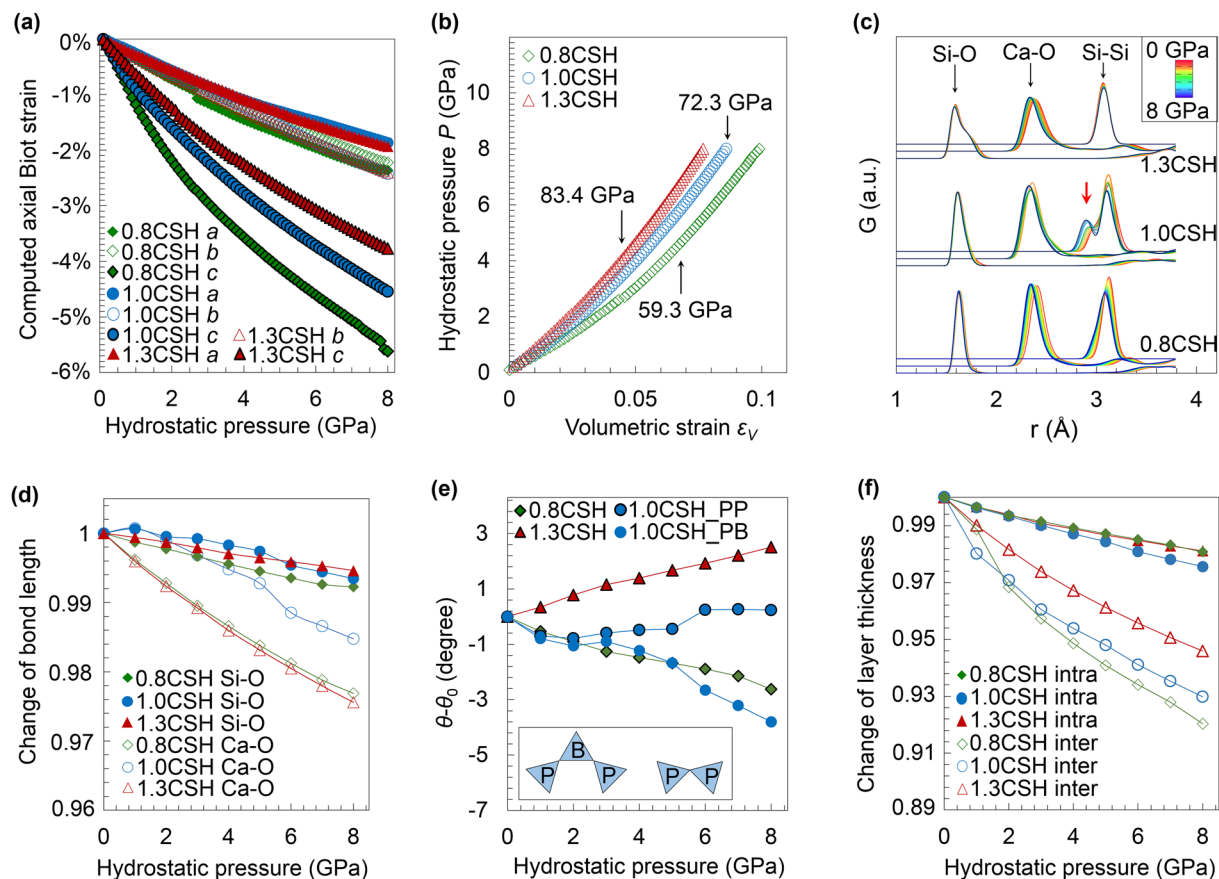 (a)
Computed axial Biot strain
0%
-1%
-2%
-3%
-4%
-5%
-6%
0.8CSH a
0.8CSH b
0.8CSH c
1.0CSH a
1.0CSH b
1.0CSH c
1.3CSH a
1.3CSH b
1.3CSH c
0 2 4 6 8
Hydrostatic pressure (GPa)
(b)
Hydrostatic pressure P (GPa)
10
8
6
4
2
0
0.8CSH
1.0CSH
1.3CSH
72.3 GPa
83.4 GPa
59.3 GPa
0 0.05 0.1
Volumetric strain εV
(c)
G (a.u.)
Si-O
Ca-O
Si-Si
0 GPa
8 GPa
1.3CSH
1.0CSH
0.8CSH
1 2 3 4
r (Å)
(d)
Change of bond length
1
0.99
0.98
0.97
0.96
0.8CSH Si-O
1.0CSH Si-O
1.3CSH Si-O
0.8CSH Ca-O
1.0CSH Ca-O
1.3CSH Ca-O
0 2 4 6 8
Hydrostatic pressure (GPa)
(e)
θ-θ0 (degree)
3
1
-1
-3
-5
-7
0.8CSH
1.3CSH
1.0CSH_PP
1.0CSH_PB
B
P P P P
0 2 4 6 8
Hydrostatic pressure (GPa)
(f)
Change of layer thickness
0.99
0.97
0.95
0.93
0.91
0.89
0.8CSH intra
1.0CSH intra
1.3CSH intra
0.8CSH inter
1.0CSH inter
1.3CSH inter
0 2 4 6 8
Hydrostatic pressure (GPa)